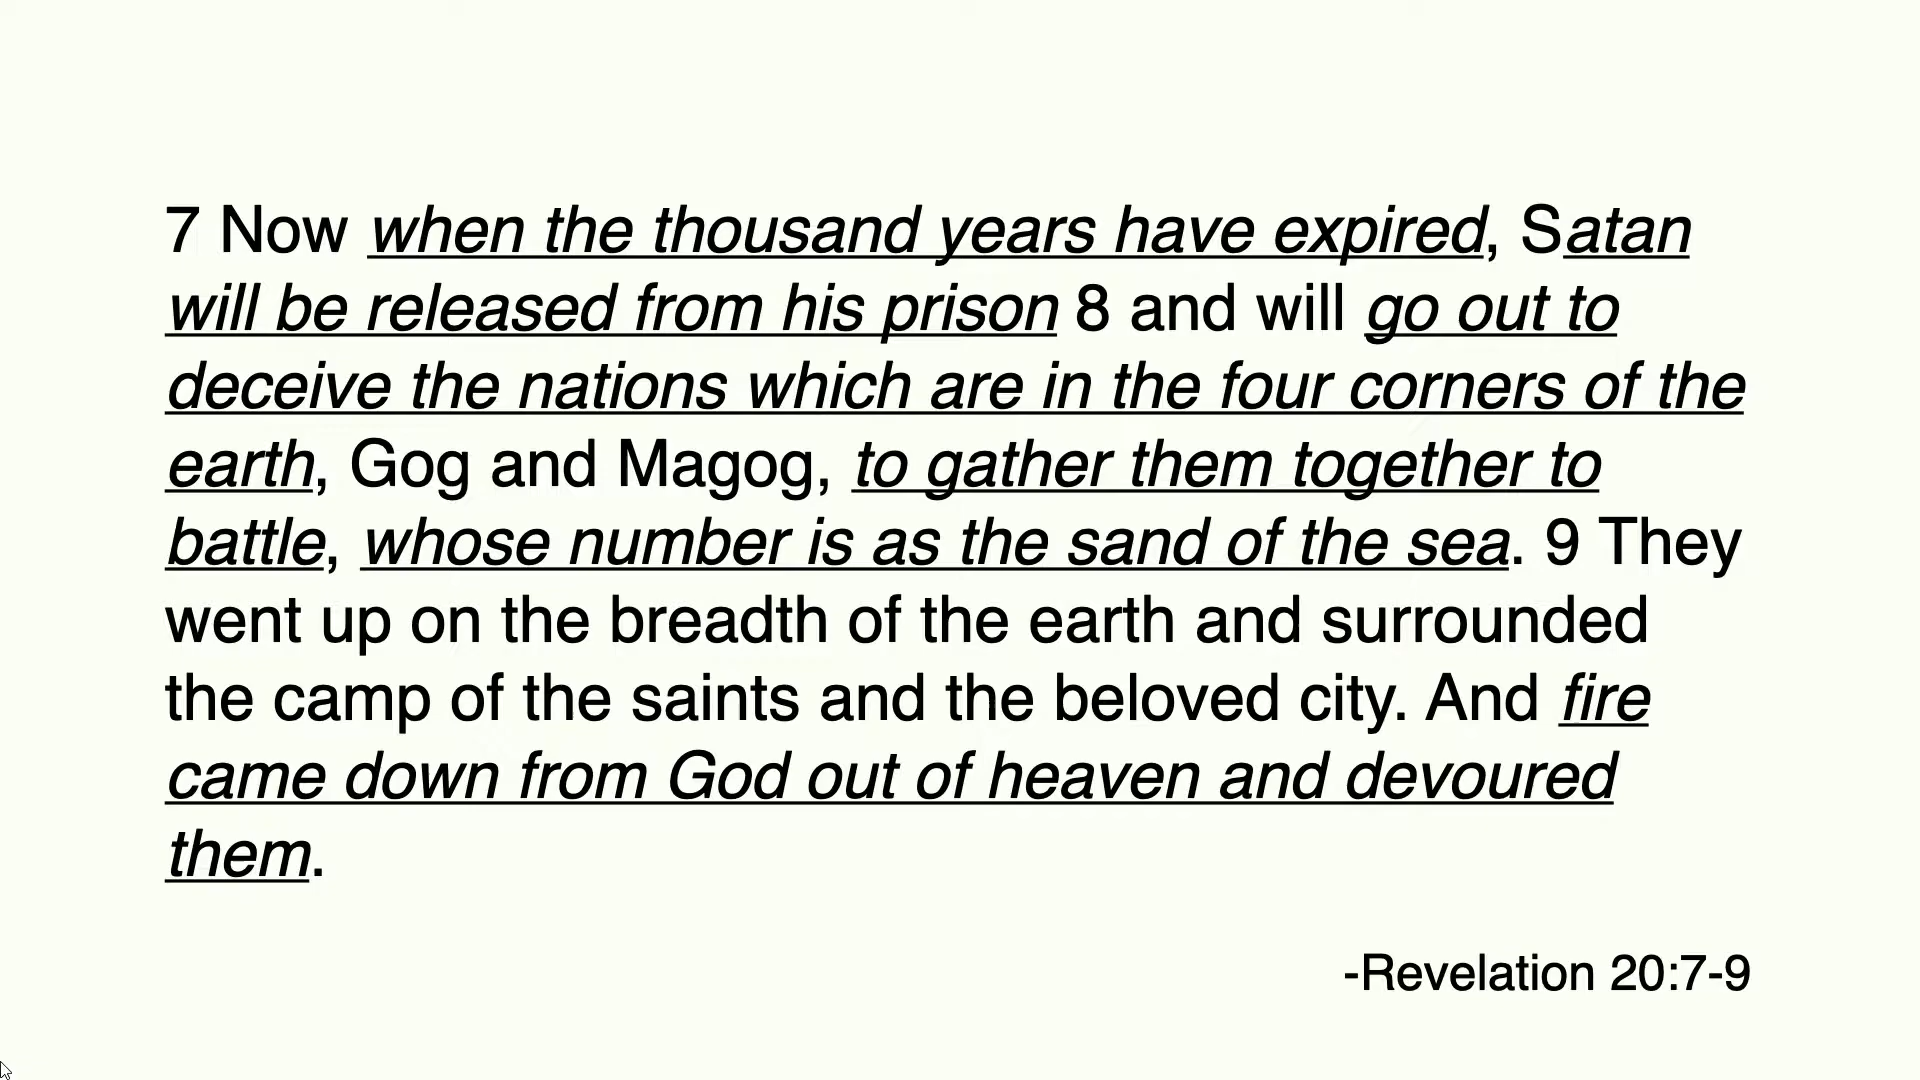 7 Now when the thousand years have expired, Satan
will be released from his prison 8 and will go out to
deceive the nations which are in the four corners of the
earth, Gog and Magog, to gather them together to
battle, whose number is as the sand of the sea. 9 They
went up on the breadth of the earth and surrounded
the camp of the saints and the beloved city. And fire
came down from God out of heaven and devoured
them.
-Revelation 20:7-9